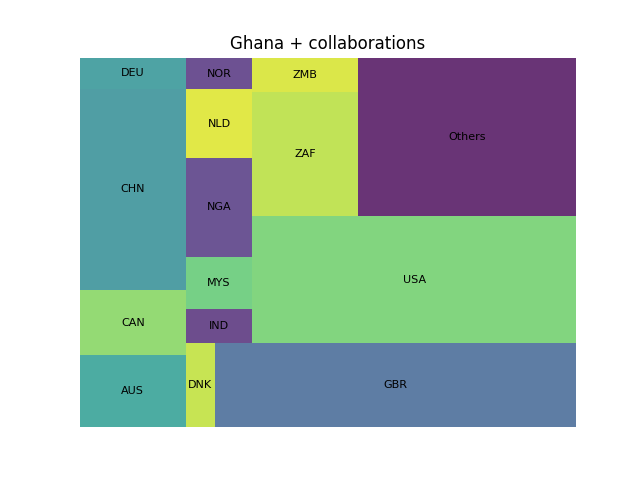 Ghana + collaborations
DEU
NOR
ZMB
NLD
Others
ZAF
CHN
NGA
USA
MYS
CAN
IND
DNK
GBR
AUS